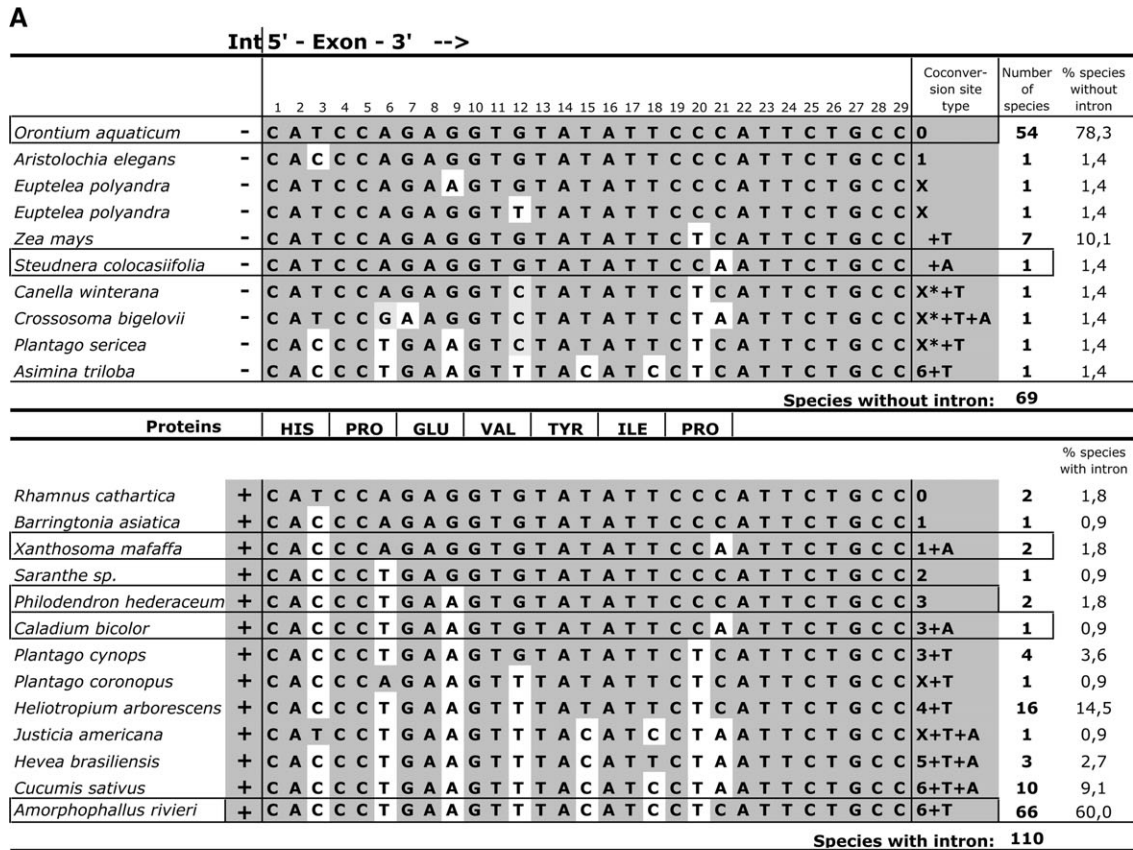 A
Int 5' - Exon - 3' -->
Coconver-sion site type Number of species % species without intron
1 2 3 4 5 6 7 8 9 10 11 12 13 14 15 16 17 18 19 20 21 22 23 24 25 26 27 28 29
Orontium aquaticum - C A T C C A G A G G T G T A T A T T C C C A T T C T G C C 0 54 78,3
Aristolochia elegans - C A C C C A G A G G T G T A T A T T C C C A T T C T G C C 1 1 1,4
Euptelea polyandra - C A T C C A G A A G T G T A T A T T C C C A T T C T G C C X 1 1,4
Euptelea polyandra - C A T C C A G A G G T T T A T A T T C C C A T T C T G C C X 1 1,4
Zea mays - C A T C C A G A G G T G T A T A T T C T C A T T C T G C C +T 7 10,1
Steudnera colocasiifolia - C A T C C A G A G G T G T A T A T T C C A A T T C T G C C +A 1 1,4
Canella winterana - C A T C C A G A G G T C T A T A T T C T C A T T C T G C C X*+T 1 1,4
Crossosoma bigelovii - C A T C C G A A G G T C T A T A T T C T A A T T C T G C C X*+T+A 1 1,4
Plantago sericea - C A C C C T G A A G T C T A T A T T C T C A T T C T G C C X*+T 1 1,4
Asimina triloba - C A C C C T G A A G T T T A C A T C C T C A T T C T G C C 6+T 1 1,4
Species without intron: 69
Proteins HIS PRO GLU VAL TYR ILE PRO
% species with intron
Rhamnus cathartica + C A T C C A G A G G T G T A T A T T C C C A T T C T G C C 0 2 1,8
Barringtonia asiatica + C A C C C A G A G G T G T A T A T T C C C A T T C T G C C 1 1 0,9
Xanthosoma mafaffa + C A C C C A G A G G T G T A T A T T C C A A T T C T G C C 1+A 2 1,8
Saranthe sp. + C A C C C T G A G G T G T A T A T T C C C A T T C T G C C 2 1 0,9
Philodendron hederaceum + C A C C C T G A A G T G T A T A T T C C C A T T C T G C C 3 2 1,8
Caladium bicolor + C A C C C T G A A G T G T A T A T T C C A A T T C T G C C 3+A 1 0,9
Plantago cynops + C A C C C T G A A G T G T A T A T T C T C A T T C T G C C 3+T 4 3,6
Plantago coronopus + C A C C C A G A A G T T T A T A T T C T C A T T C T G C C X+T 1 0,9
Heliotropium arborescens + C A C C C T G A A G T T T A T A T T C T C A T T C T G C C 4+T 16 14,5
Justicia americana + C A T C C T G A A G T T T A C A T C C T A A T T C T G C C X+T+A 1 0,9
Hevea brasiliensis + C A C C C T G A A G T T T A C A T T C T A A T T C T G C C 5+T+A 3 2,7
Cucumis sativus + C A C C C T G A A G T T T A C A T C C T A A T T C T G C C 6+T+A 10 9,1
Amorphophallus rivieri + C A C C C T G A A G T T T A C A T C C T C A T T C T G C C 6+T 66 60,0
Species with intron: 110